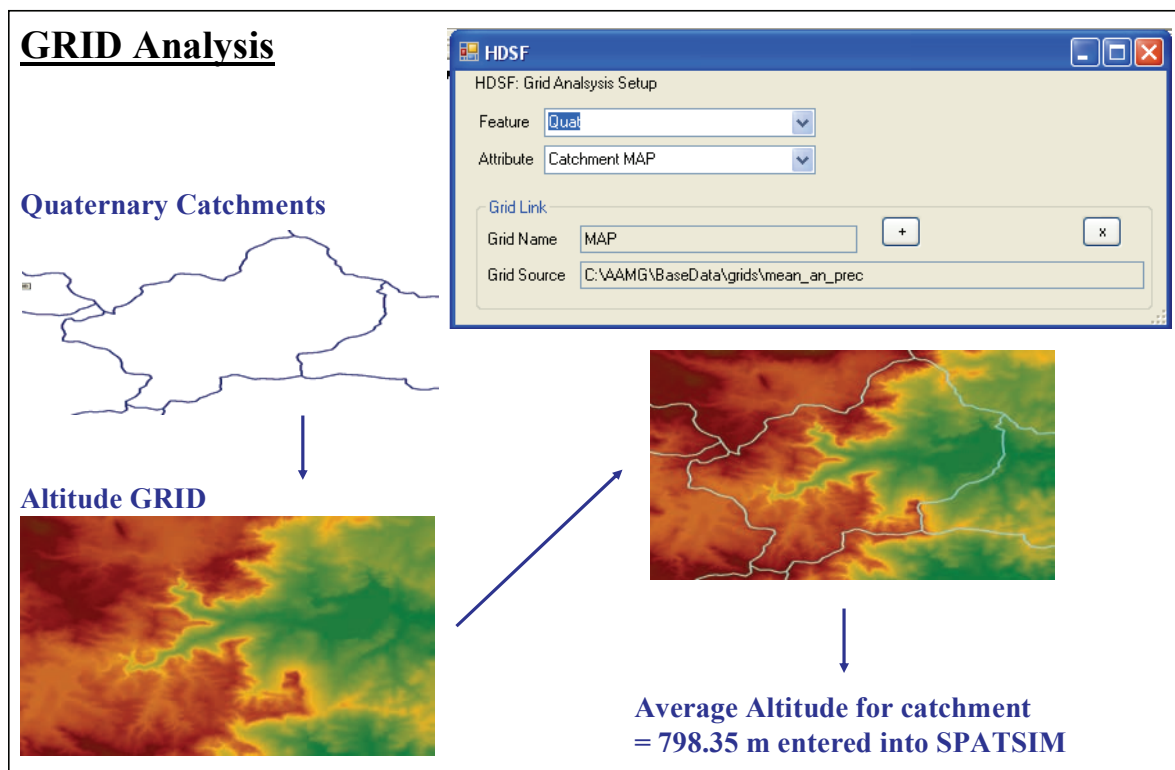 GRID Analysis
HDSF
HDSF: Grid Analsysis Setup
Feature Quat
Attribute Catchment MAP
Grid Link
Grid Name MAP + x
Grid Source C:\AAMG\BaseData\grids\mean_an_prec
Quaternary Catchments
Altitude GRID
Average Altitude for catchment
= 798.35 m entered into SPATSIM